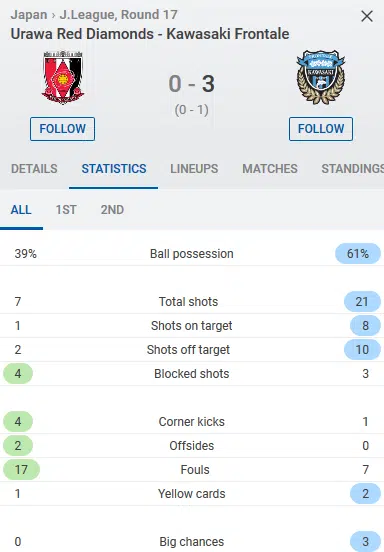 Japan › J.League, Round 17
Urawa Red Diamonds - Kawasaki Frontale
0 - 3
(0 - 1)
FOLLOW FOLLOW
DETAILS STATISTICS LINEUPS MATCHES STANDINGS
ALL 1ST 2ND
39% Ball possession 61%
7 Total shots 21
1 Shots on target 8
2 Shots off target 10
4 Blocked shots 3
4 Corner kicks 1
2 Offsides 0
17 Fouls 7
1 Yellow cards 2
0 Big chances 3